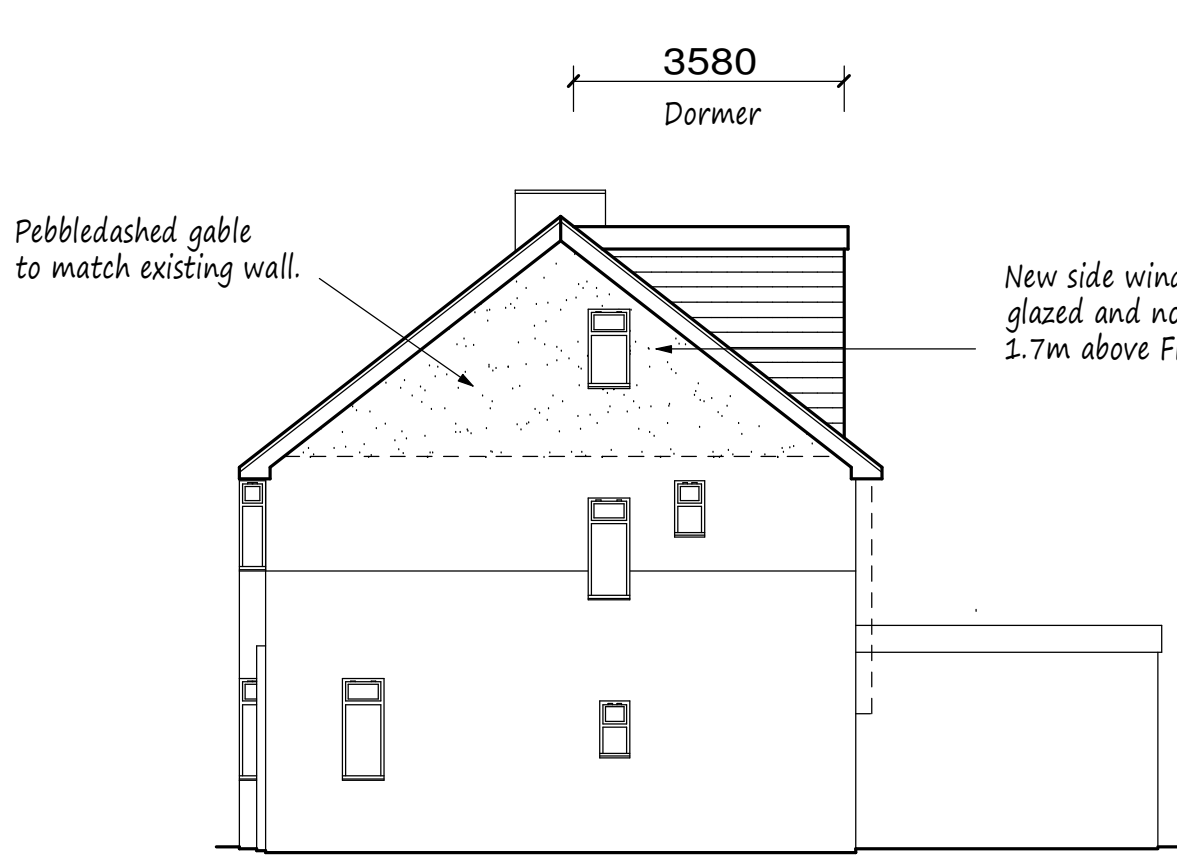 3580
Dormer
Pebbledashed gable
to match existing wall.
New side
glazed and
1.7m above